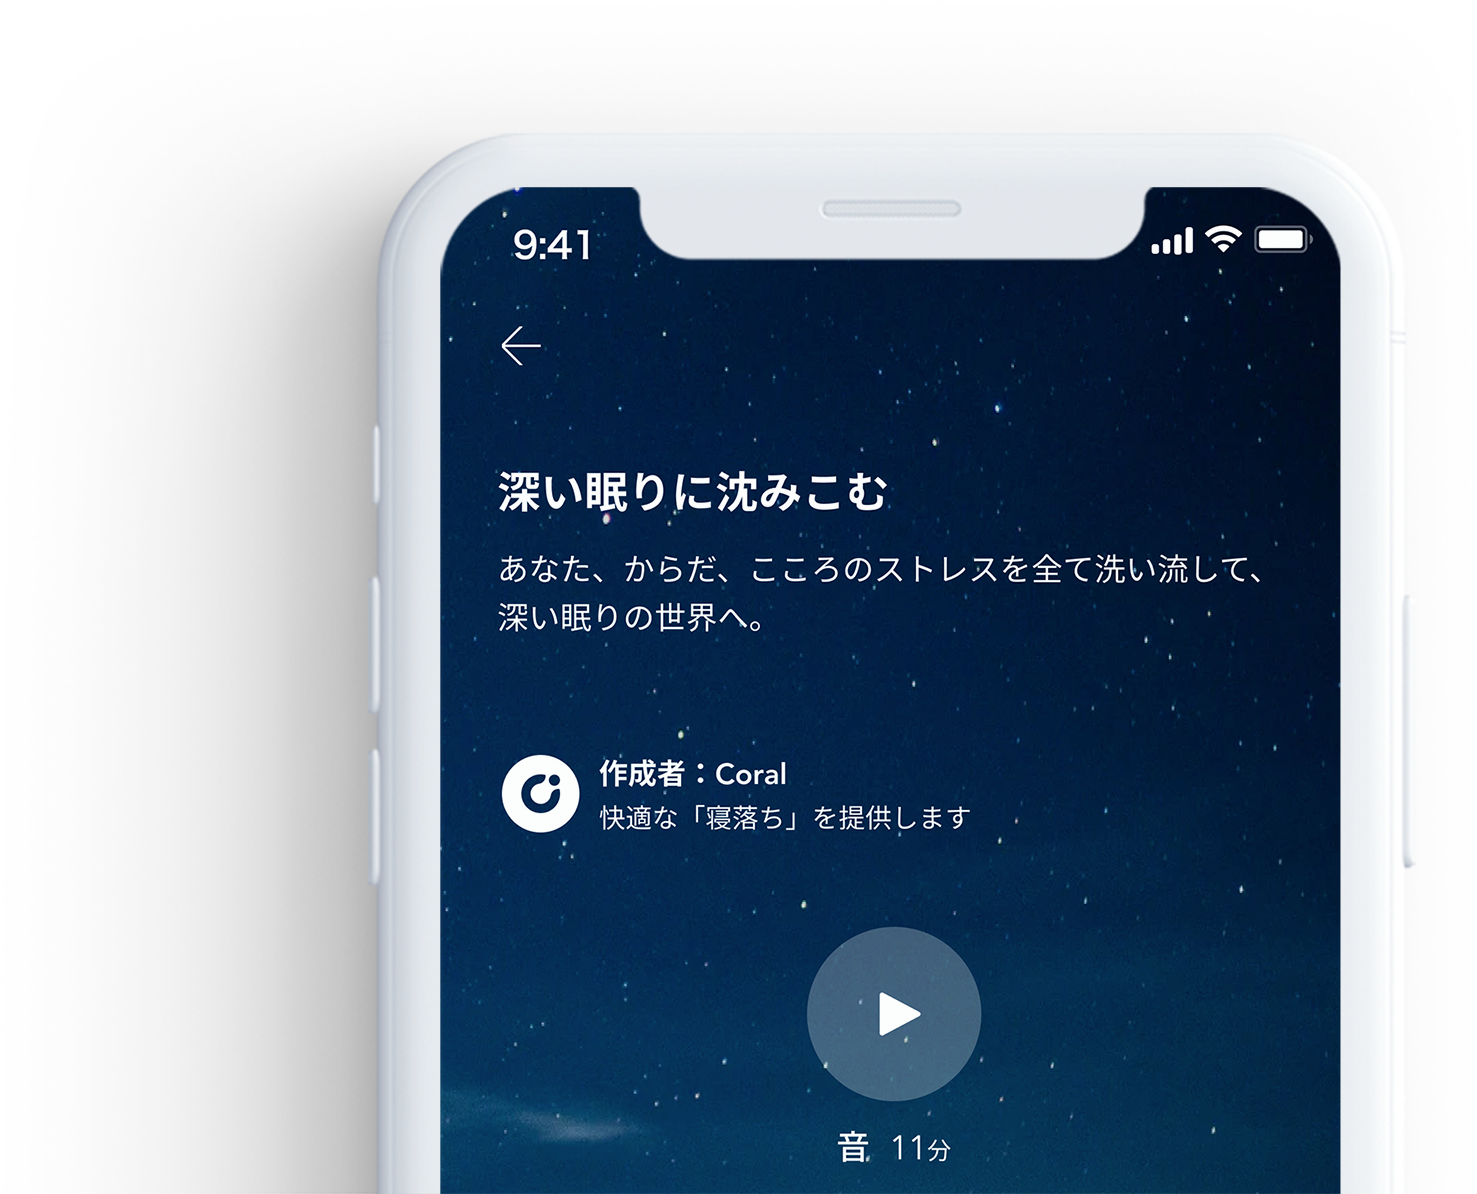 9:41
深い眠りに沈みこむ
あなた、からだ、こころのストレスを全て洗い流して、
深い眠りの世界へ。
作成者：Coral
快適な「寝落ち」を提供します
音 11分